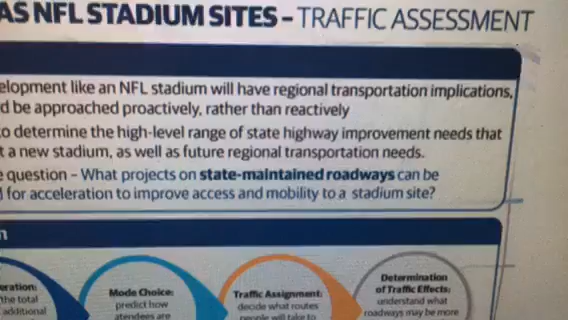 AS NFL STADIUM SITES – TRAFFIC ASSESSMENT
elopment like an NFL stadium will have regional transportation implications,
d be approached proactively, rather than reactively
o determine the high-level range of state highway improvement needs that
t a new stadium, as well as future regional transportation needs.
e question – What projects on state-maintained roadways can be
for acceleration to improve access and mobility to a stadium site?
n
eration:
the total
additional
Mode Choice:
predict how
attendees are
Traffic Assignment:
decide what routes
people will take to
Determination
of Traffic Effects:
understand what
roadways may be more